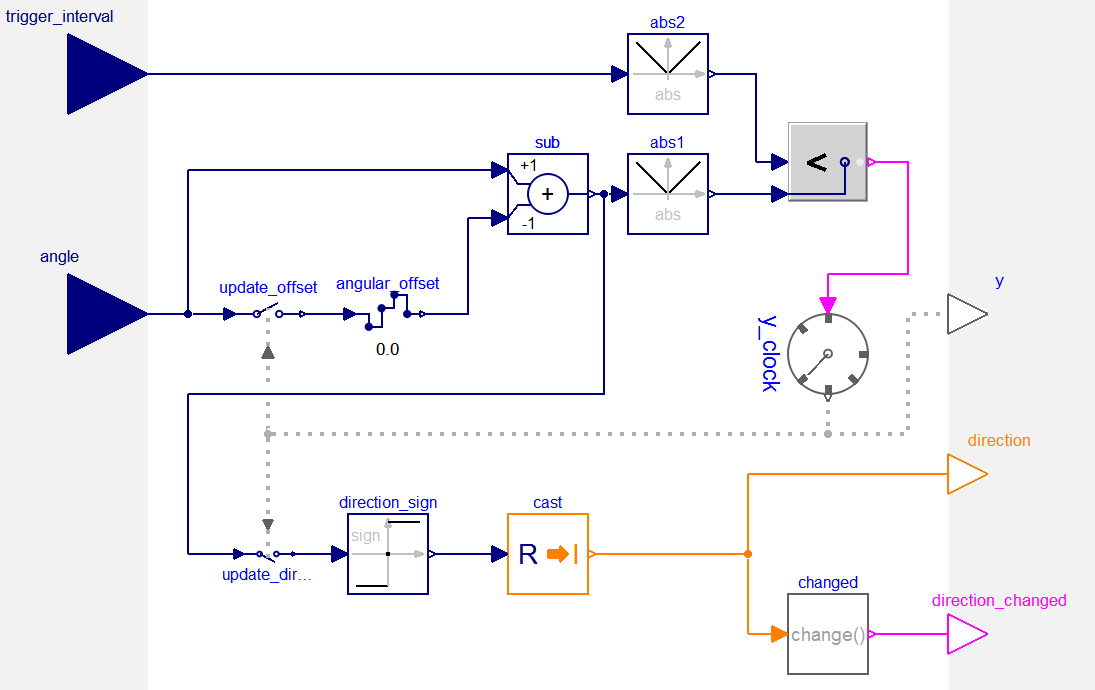 trigger_interval
abs2
abs
sub
abs1
+1
+
-1
abs
<
angle
update_offset
angular_offset
0.0
y_clock
y
direction
direction_sign
sign
cast
R I
update_dir...
changed
change()
direction_changed